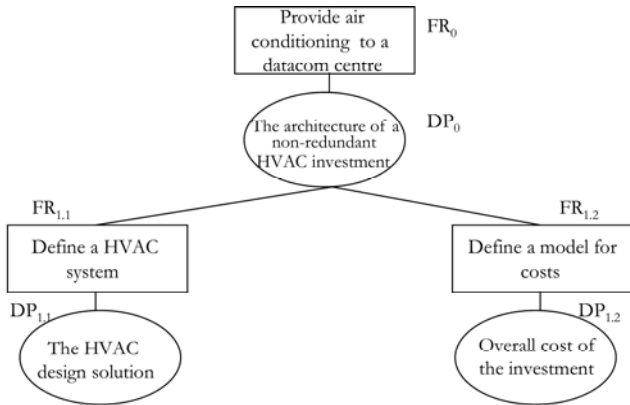 Provide air
conditioning to a
datacom centre
FR0
The architecture of a
non-redundant
HVAC investment
DP0
FR1.1
Define a HVAC
system
DP1.1
The HVAC
design solution
FR1.2
Define a model for
costs
DP1.2
Overall cost of
the investment